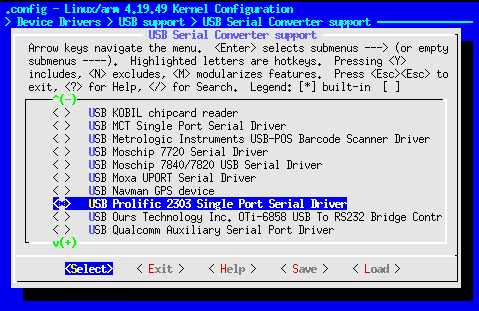 .config - Linux/arm 4.19.49 Kernel Configuration
> Device Drivers > USB support > USB Serial Converter support
USB Serial Converter support
Arrow keys navigate the menu. <Enter> selects submenus ---> (or empty
submenus ----). Highlighted letters are hotkeys. Pressing <Y>
includes, <N> excludes, <M> modularizes features. Press <Esc><Esc> to
exit, <?> for Help, </> for Search. Legend: [*] built-in [ ]
^(-)
< > USB KOBIL chipcard reader
< > USB MCT Single Port Serial Driver
< > USB Metrologic Instruments USB-POS Barcode Scanner Driver
< > USB Moschip 7720 Serial Driver
< > USB Moschip 7840/7820 USB Serial Driver
< > USB Moxa UPORT Serial Driver
< > USB Navman GPS device
<*> USB Prolific 2303 Single Port Serial Driver
< > USB Ours Technology Inc. OTi-6858 USB To RS232 Bridge Contr
< > USB Qualcomm Auxiliary Serial Port Driver
v(+)
<Select> < Exit > < Help > < Save > < Load >